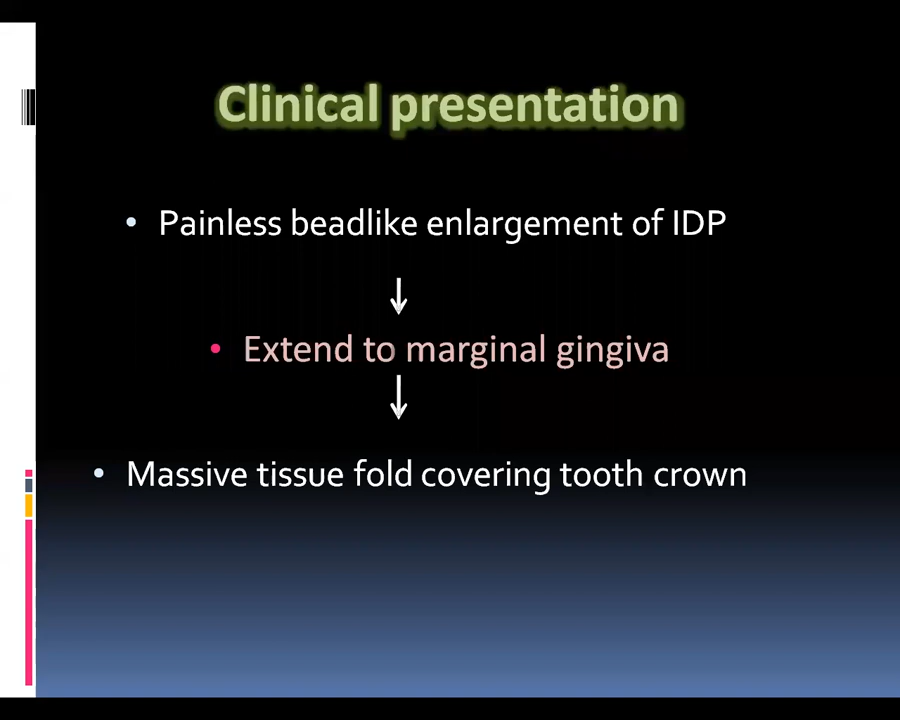 Clinical presentation
• Painless beadlike enlargement of IDP
↓
• Extend to marginal gingiva
↓
• Massive tissue fold covering tooth crown